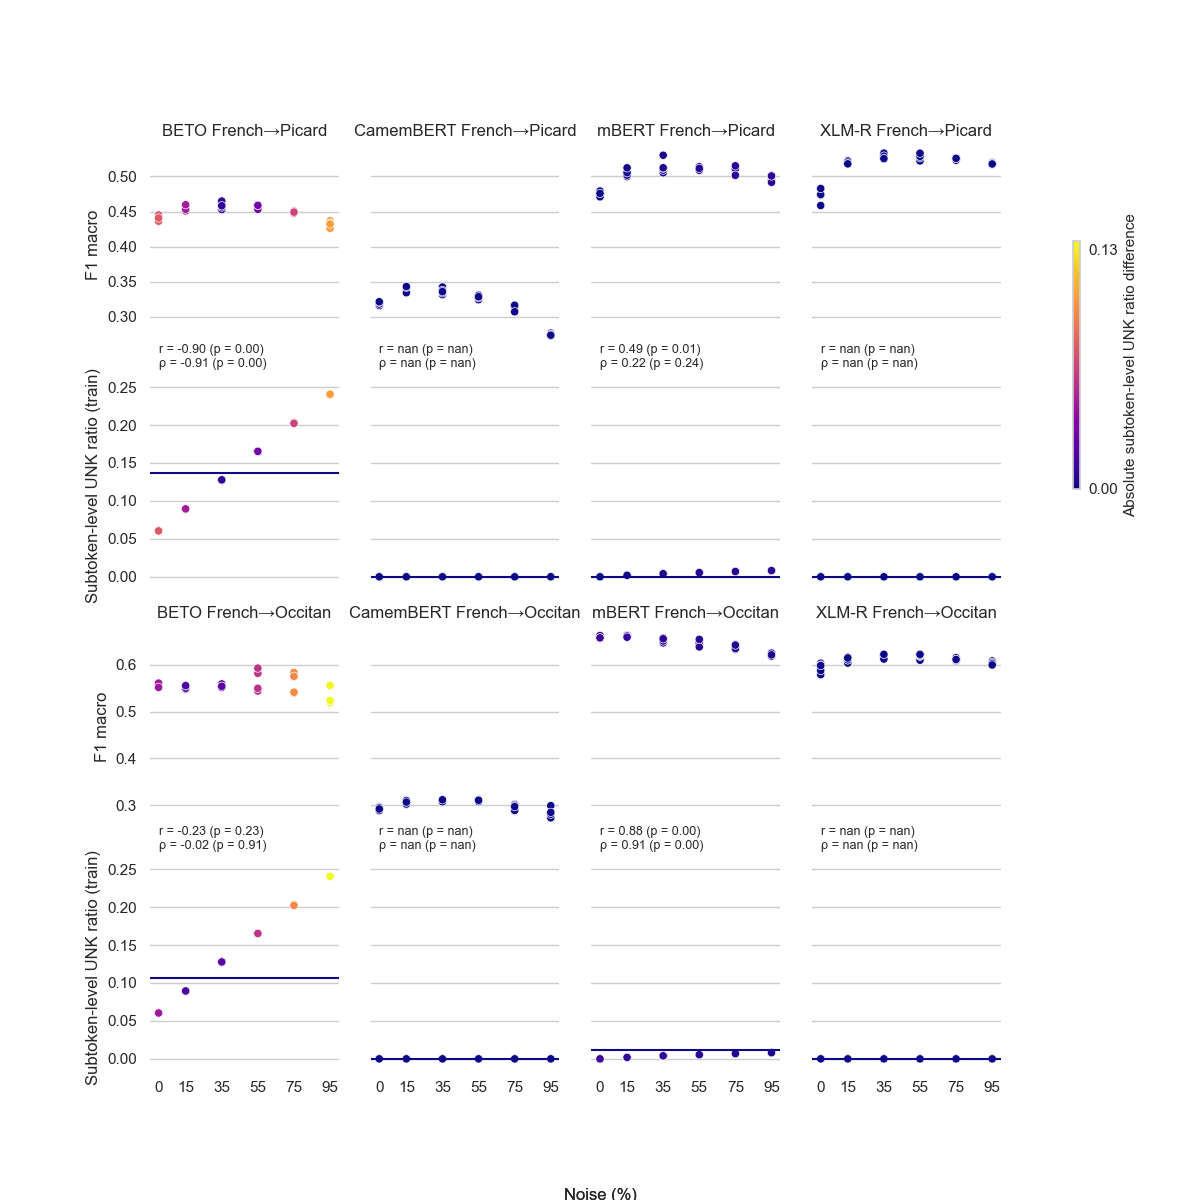 BETO French→Picard
CamemBERT French→Picard
mBERT French→Picard
XLM-R French→Picard
F1 macro
0.50
0.45
0.40
0.35
0.30
r = -0.90 (p = 0.00)
ρ = -0.91 (p = 0.00)
r = nan (p = nan)
ρ = nan (p = nan)
r = 0.49 (p = 0.01)
ρ = 0.22 (p = 0.24)
r = nan (p = nan)
ρ = nan (p = nan)
Subtoken-level UNK ratio (train)
0.25
0.20
0.15
0.10
0.05
0.00
0.13
0.00
Absolute subtoken-level UNK ratio difference
BETO French→Occitan
CamemBERT French→Occitan
mBERT French→Occitan
XLM-R French→Occitan
F1 macro
0.6
0.5
0.4
0.3
r = -0.23 (p = 0.23)
ρ = -0.02 (p = 0.91)
r = nan (p = nan)
ρ = nan (p = nan)
r = 0.88 (p = 0.00)
ρ = 0.91 (p = 0.00)
r = nan (p = nan)
ρ = nan (p = nan)
Subtoken-level UNK ratio (train)
0.25
0.20
0.15
0.10
0.05
0.00
0 15 35 55 75 95
0 15 35 55 75 95
0 15 35 55 75 95
0 15 35 55 75 95
Noise (%)